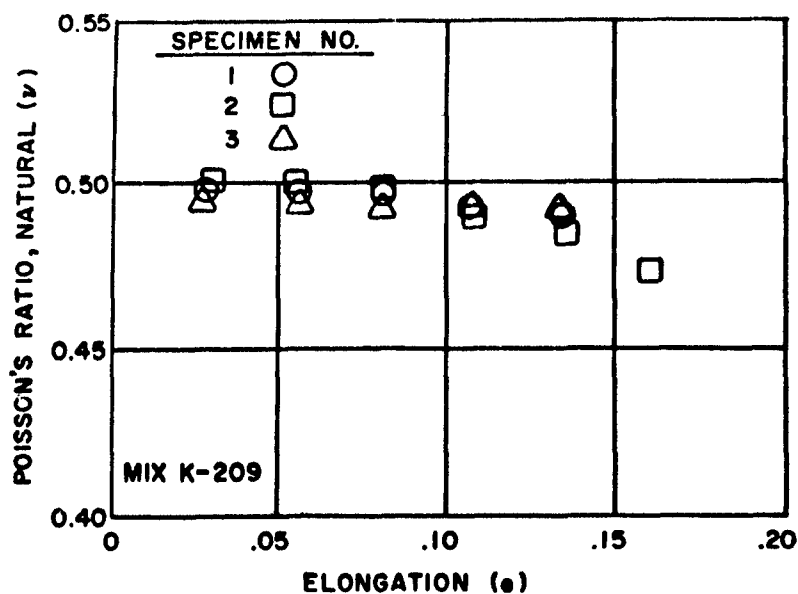 POISSON'S RATIO, NATURAL (ν)
0.55
0.50
0.45
0.40
SPECIMEN NO.
1
2
3
MIX K-209
0 .05 .10 .15 .20
ELONGATION (e)